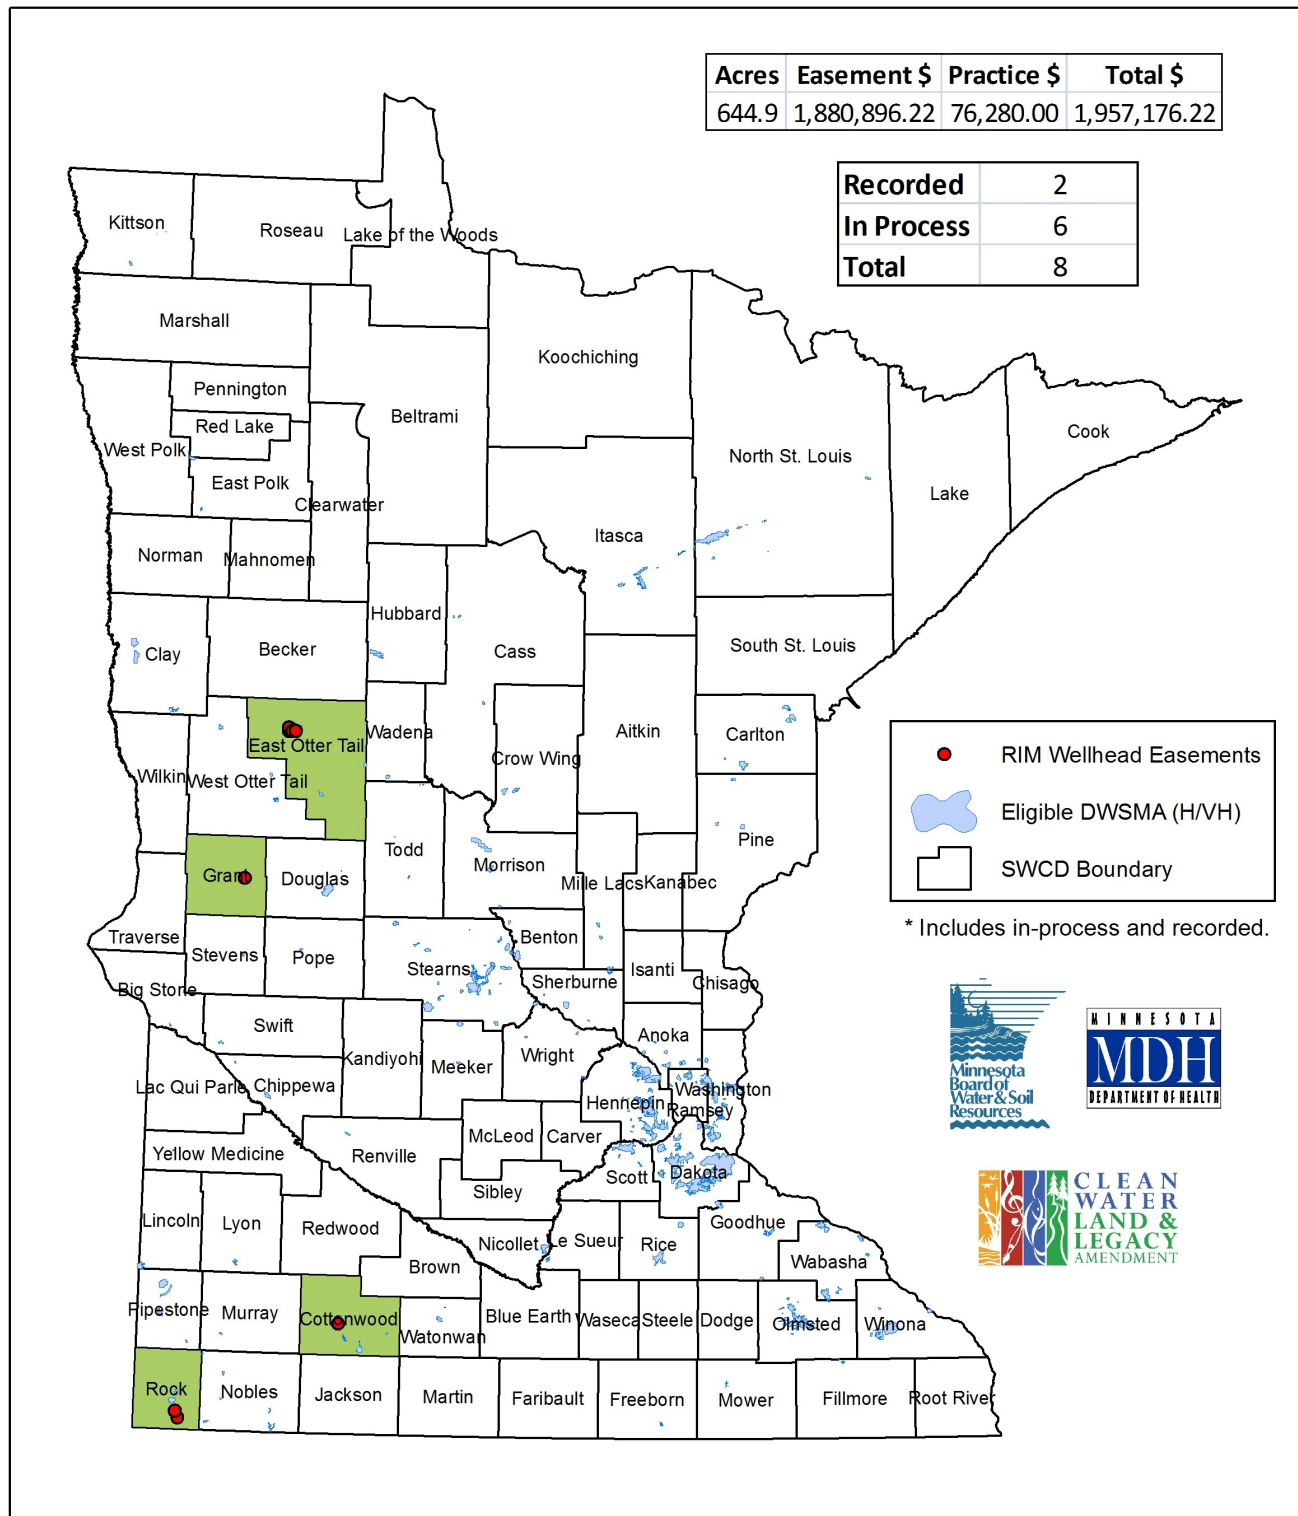 Acres Easement $ Practice $ Total $
644.9 1,880,896.22 76,280.00 1,957,176.22
Recorded 2
In Process 6
Total 8
Kittson
Roseau
Lake of the Woods
Marshall
Koochiching
Pennington
Beltrami
Red Lake
Cook
West Polk
North St. Louis
East Polk
Lake
Clearwater
Itasca
Norman
Mahnomen
Hubbard
South St. Louis
Becker
Cass
Clay
Aitkin
Wadena
Carlton
East Otter Tail
Crow Wing
Wilkin
West Otter Tail
RIM Wellhead Easements
Eligible DWSMA (H/VH)
SWCD Boundary
* Includes in-process and recorded.
Pine
Todd
Morrison
Grant
Douglas
Mille Lacs
Kanabec
Traverse
Benton
Stevens
Pope
Stearns
Isanti
Sherburne
Chisago
Big Stone
Swift
Anoka
Wright
Kandiyohi
Meeker
Lac Qui Parle
Chippewa
Washington
Hennepin
Ramsey
McLeod
Carver
Yellow Medicine
Renville
Dakota
Scott
Sibley
Lincoln
Lyon
Redwood
Goodhue
Nicollet
Le Sueur
Rice
Brown
Wabasha
Pipestone
Murray
Cottonwood
Watonwan
Blue Earth
Waseca
Steele
Dodge
Olmsted
Winona
Rock
Nobles
Jackson
Martin
Faribault
Freeborn
Mower
Fillmore
Root River
Minnesota
Board of
Water & Soil
Resources
MINNESOTA
MDH
DEPARTMENT OF HEALTH
CLEAN
WATER
LAND &
LEGACY
AMENDMENT